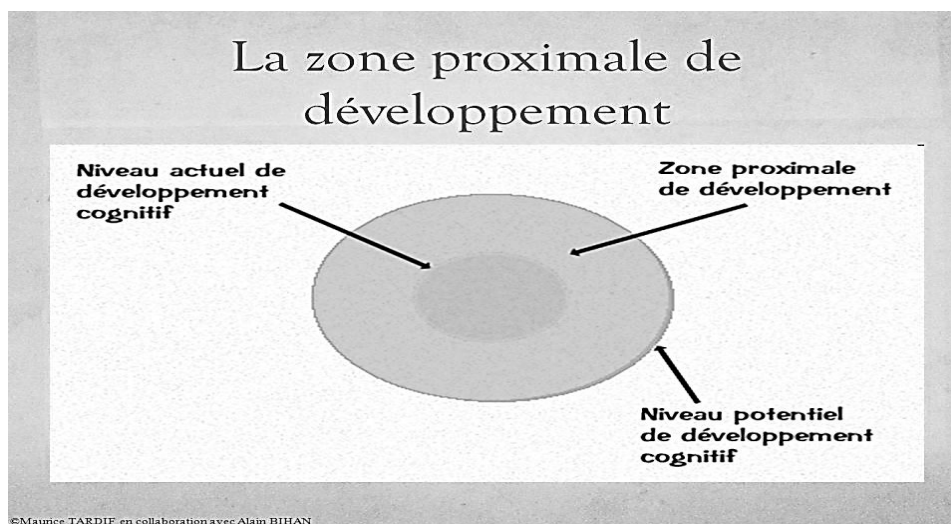 La zone proximale de
développement
Niveau actuel de
développement
cognitif
Zone proximale
de développement
Niveau potentiel
de développement
cognitif
©Maurice TARDIF en collaboration avec Alain BIHAN